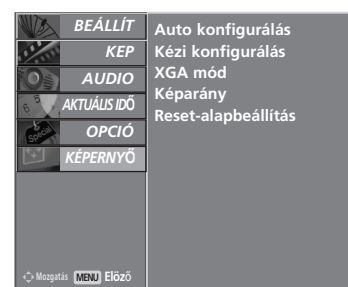 BEÁLLÍT
KEP
AUDIO
AKTUÁLIS IDŐ
OPCIÓ
KÉPERNYŐ
Auto konfigurálás
Kézi konfigurálás
XGA mód
Képarány
Reset-alapbeállítás
Special
Mozgatás MENU Előző